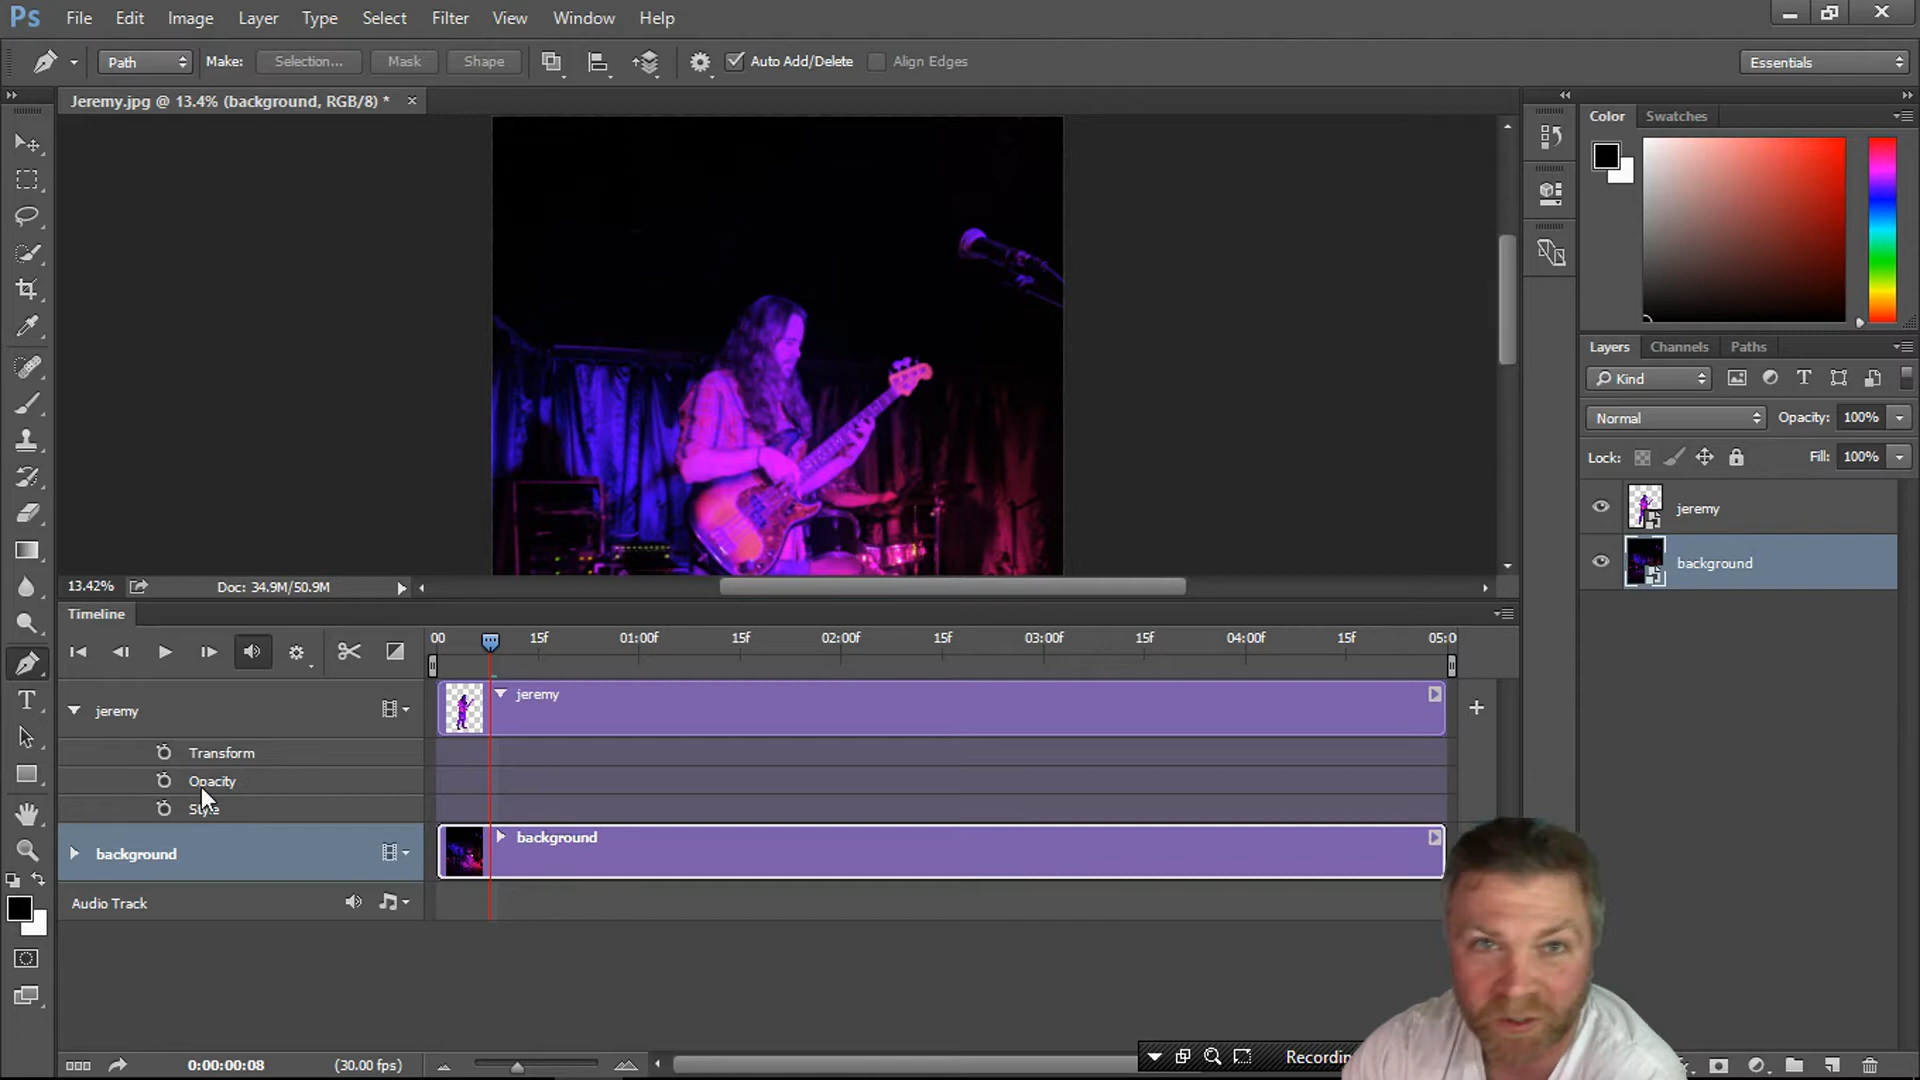 Ps File Edit Image Layer Type Select Filter View Window Help
Path Make: Selection... Mask Shape Auto Add/Delete Align Edges Essentials
Jeremy.jpg @ 13.4% (background, RGB/8) * ×
Color Swatches
Layers Channels Paths
Kind T
Normal Opacity: 100%
Lock: Fill: 100%
jeremy
background
13.42% Doc: 34.9M/50.9M
Timeline
00 15f 01:00f 15f 02:00f 15f 03:00f 15f 04:00f 15f 05:0
jeremy
jeremy
Transform
Opacity
Style
background
background
Audio Track
0:00:00:08 (30.00 fps)
Recordin